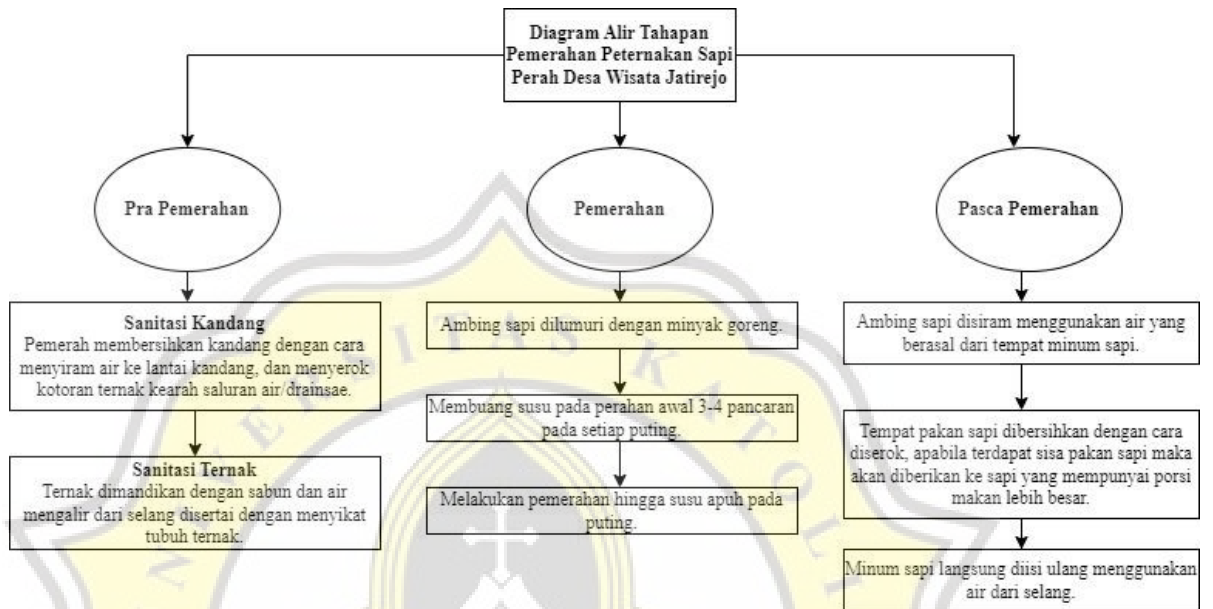 Diagram Alir Tahapan
Pemerahan Peternakan Sapi
Perah Desa Wisata Jatirejo
Pra Pemerahan
Sanitasi Kandang
Pemerah membersihkan kandang dengan cara
menyiram air ke lantai kandang, dan menyerok
kotoran ternak kearah saluran air/drainsae.
Sanitasi Ternak
Ternak dimandikan dengan sabun dan air
mengalir dari selang disertai dengan menyikat
tubuh ternak.
Pemerahan
Ambing sapi dilumuri dengan minyak goreng.
Membuang susu pada perahan awal 3-4 pancaran
pada setiap puting.
Melakukan pemerahan hingga susu apuh pada
puting.
Pasca Pemerahan
Ambing sapi disiram menggunakan air yang
berasal dari tempat minum sapi.
Tempat pakan sapi dibersihkan dengan cara
diserok, apabila terdapat sisa pakan sapi maka
akan diberikan ke sapi yang mempunyai porsi
makan lebih besar.
Minum sapi langsung diisi ulang menggunakan
air dari selang.
NIVERSITAS KATOLI